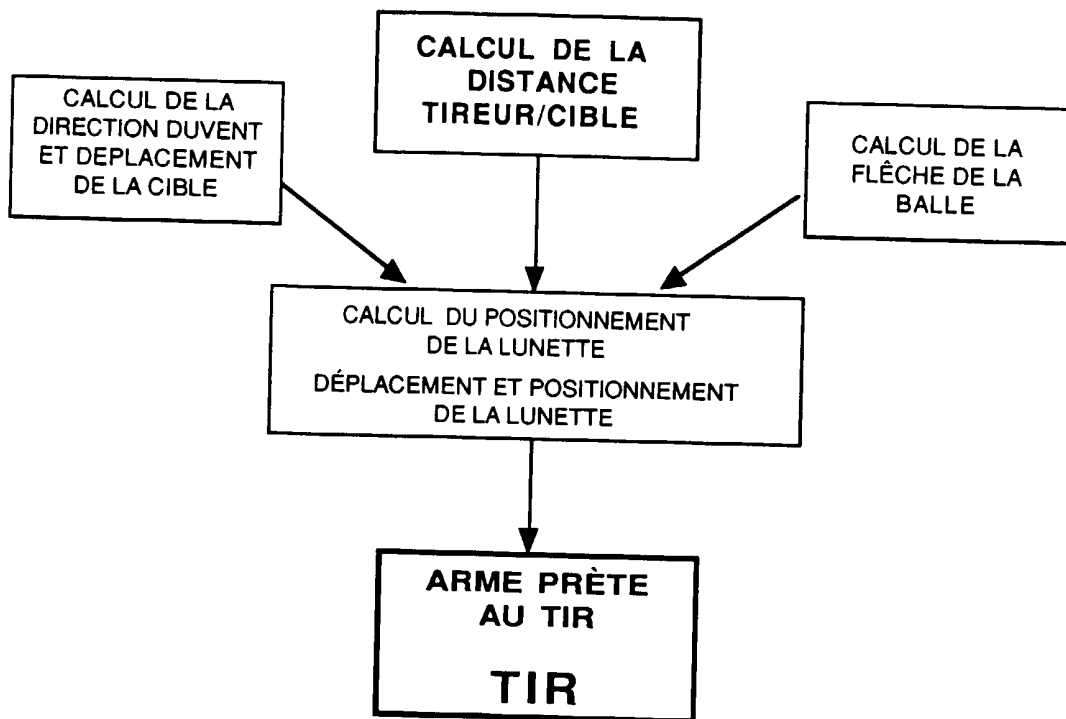 CALCUL DE LA
DIRECTION DUVENT
ET DEPLACEMENT
DE LA CIBLE
CALCUL DE LA
DISTANCE
TIREUR/CIBLE
CALCUL DE LA
FLÊCHE DE LA
BALLE
CALCUL DU POSITIONNEMENT
DE LA LUNETTE
DÉPLACEMENT ET POSITIONNEMENT
DE LA LUNETTE
ARME PRÈTE
AU TIR
TIR